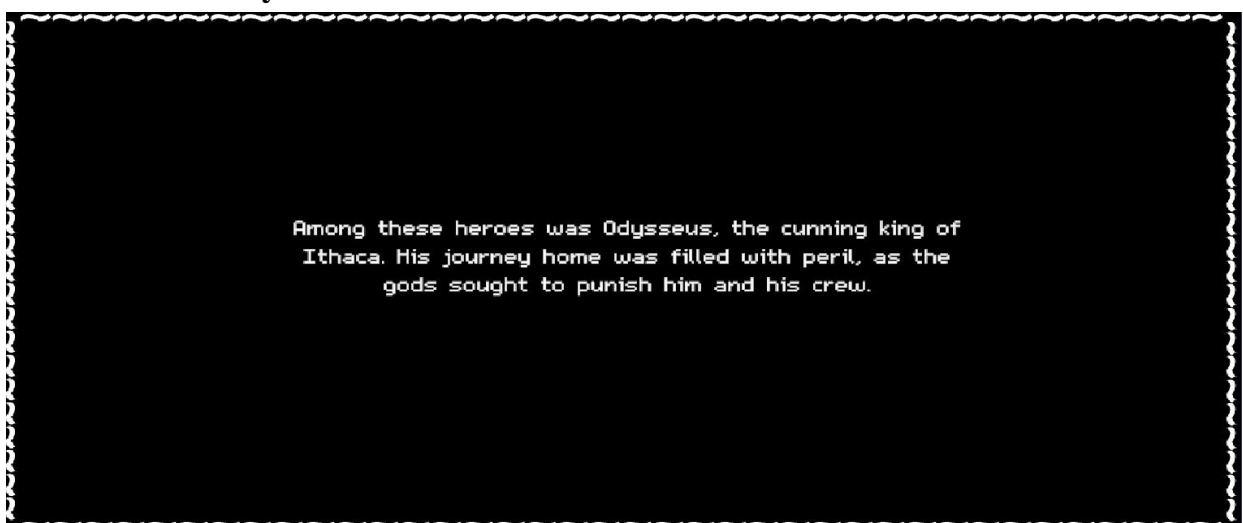 Among these heroes was Odysseus, the cunning king of
Ithaca. His journey home was filled with peril, as the
gods sought to punish him and his crew.